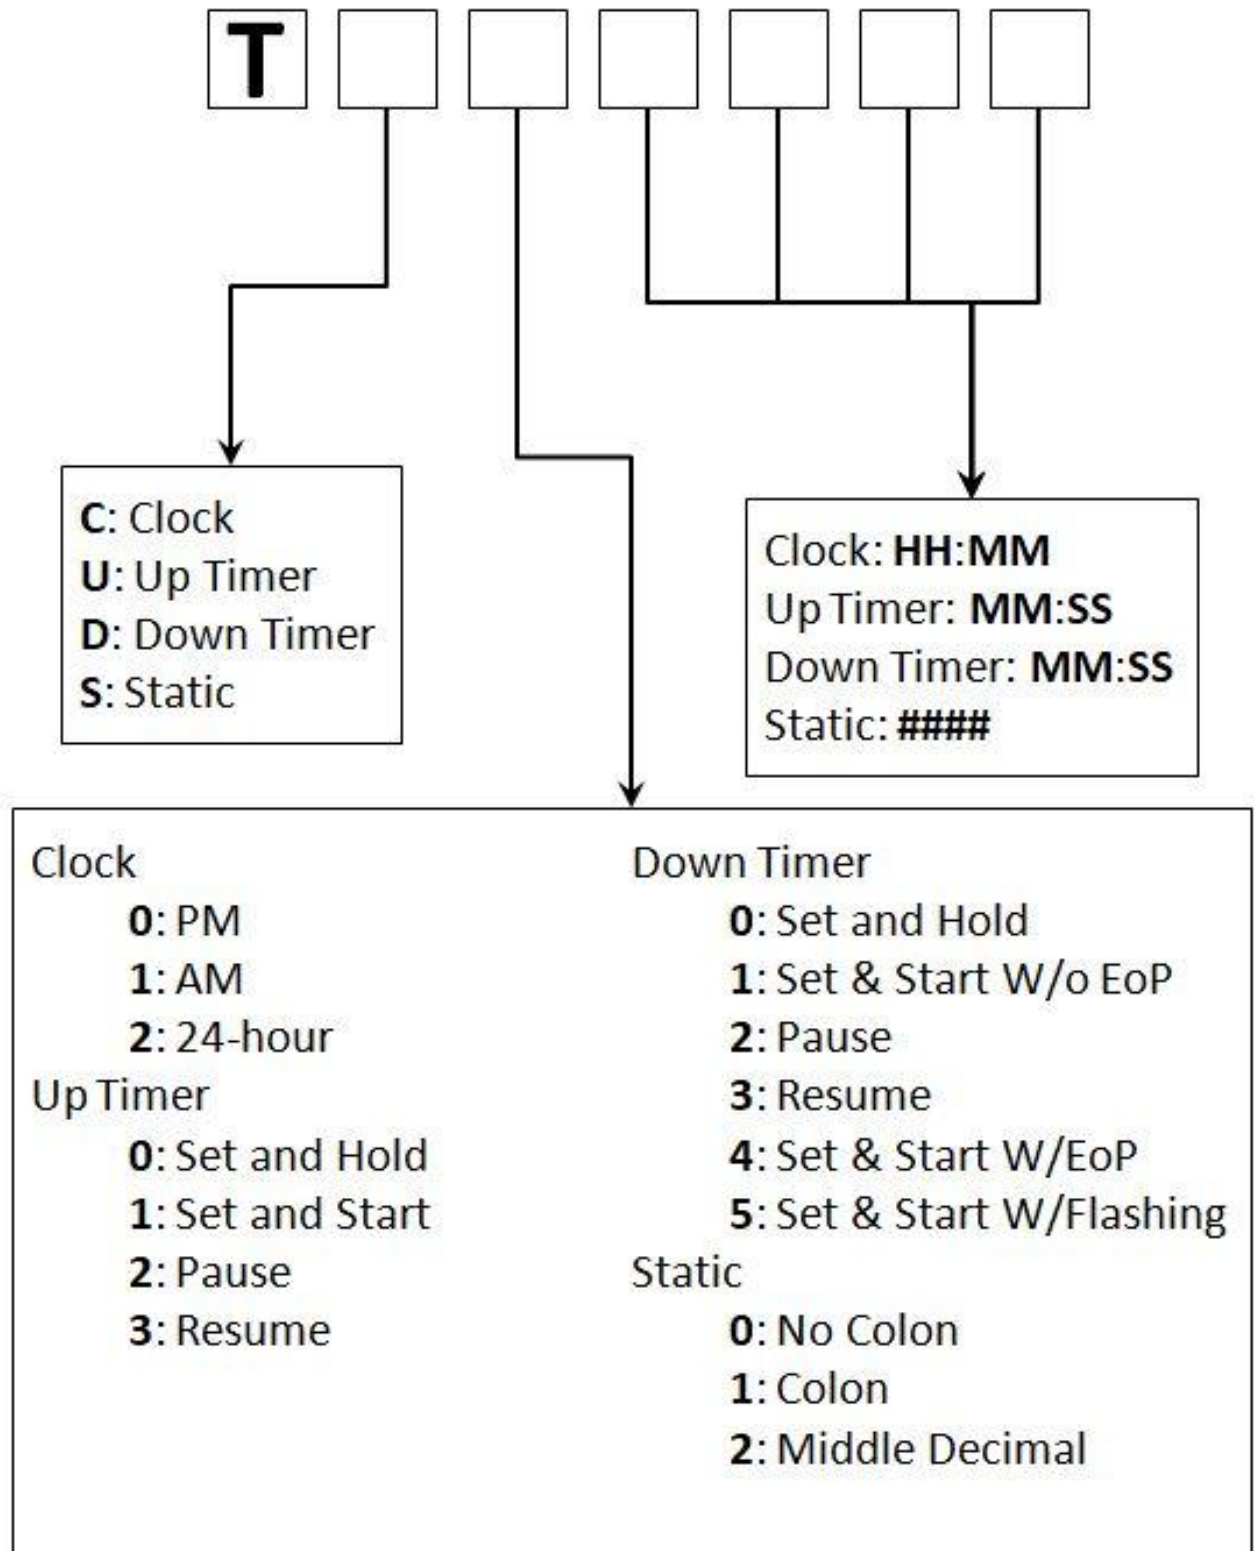 T
C: Clock
U: Up Timer
D: Down Timer
S: Static
Clock: HH:MM
Up Timer: MM:SS
Down Timer: MM:SS
Static: ####
Clock
0: PM
1: AM
2: 24-hour
Up Timer
0: Set and Hold
1: Set and Start
2: Pause
3: Resume
Down Timer
0: Set and Hold
1: Set & Start W/o EoP
2: Pause
3: Resume
4: Set & Start W/EoP
5: Set & Start W/Flashing
Static
0: No Colon
1: Colon
2: Middle Decimal